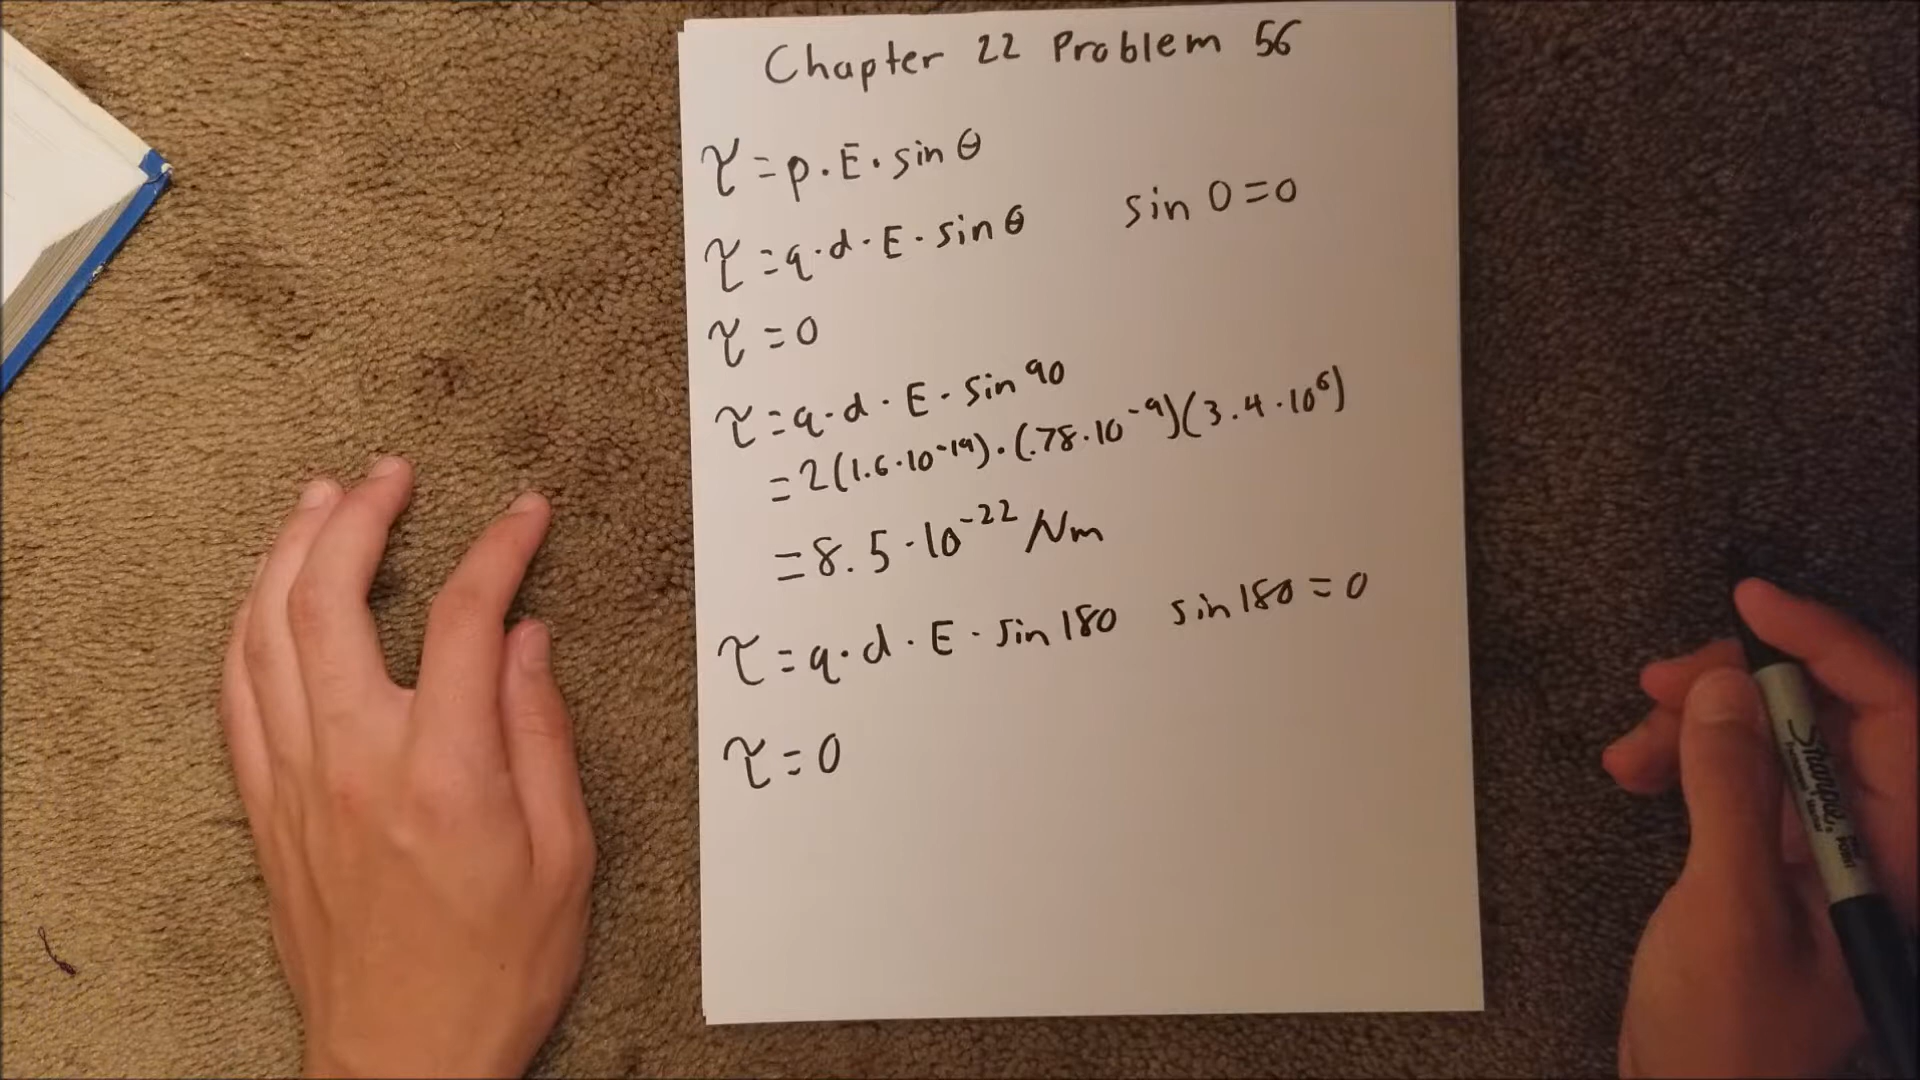 Chapter 22 Problem 56
τ = p · E · sin θ
τ = q · d · E · sin θ
sin 0 = 0
τ = 0
τ = q · d · E · sin 90
= 2(1.6 · 10⁻¹⁹) · (.78 · 10⁻⁹)(3.4 · 10⁶)
= 8.5 · 10⁻²² Nm
τ = q · d · E · sin 180
sin 180 = 0
τ = 0
Sharpie